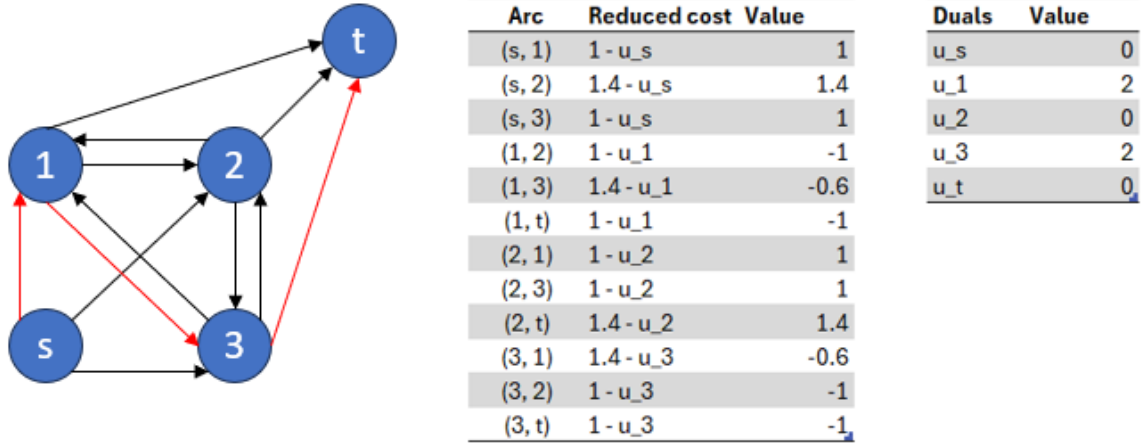 t
1
2
s
3
Arc Reduced cost Value
(s, 1) 1 - u_s 1
(s, 2) 1.4 - u_s 1.4
(s, 3) 1 - u_s 1
(1, 2) 1 - u_1 -1
(1, 3) 1.4 - u_1 -0.6
(1, t) 1 - u_1 -1
(2, 1) 1 - u_2 1
(2, 3) 1 - u_2 1
(2, t) 1.4 - u_2 1.4
(3, 1) 1.4 - u_3 -0.6
(3, 2) 1 - u_3 -1
(3, t) 1 - u_3 -1
Duals Value
u_s 0
u_1 2
u_2 0
u_3 2
u_t 0